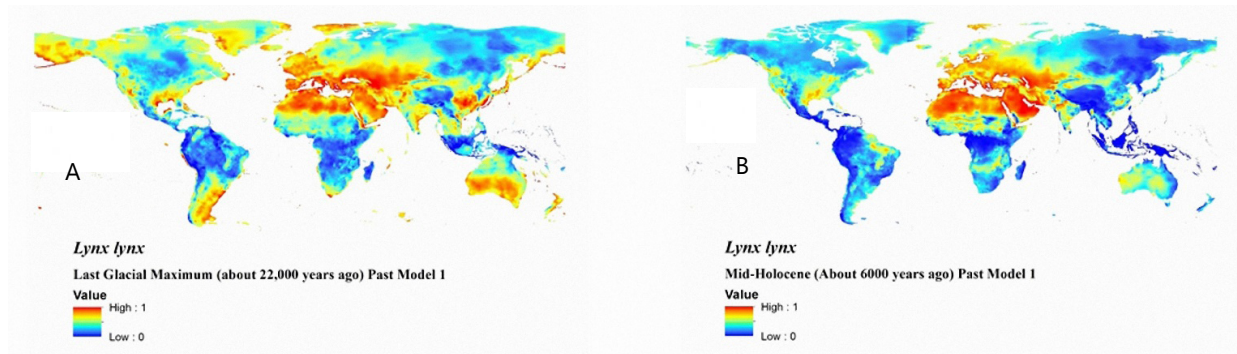 A
Lynx lynx
Last Glacial Maximum (about 22,000 years ago) Past Model 1
Value
High : 1
Low : 0
B
Lynx lynx
Mid-Holocene (About 6000 years ago) Past Model 1
Value
High : 1
Low : 0